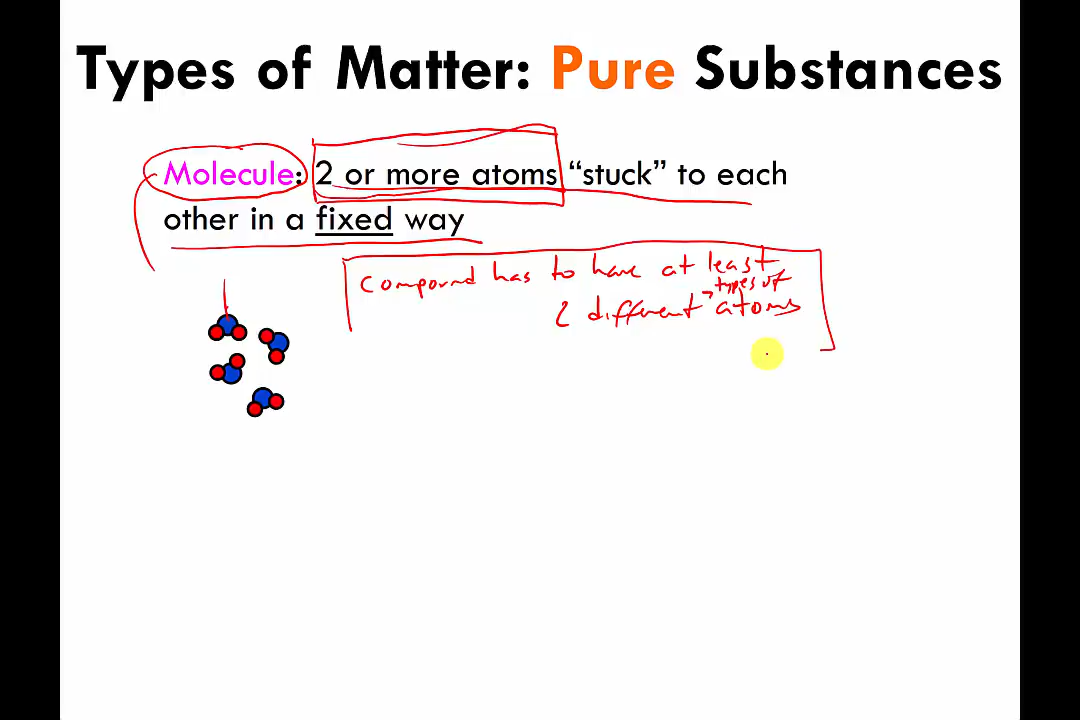 Types of Matter: Pure Substances
Molecule: 2 or more atoms “stuck” to each
other in a fixed way
compound has to have at least
types of
2 different atoms